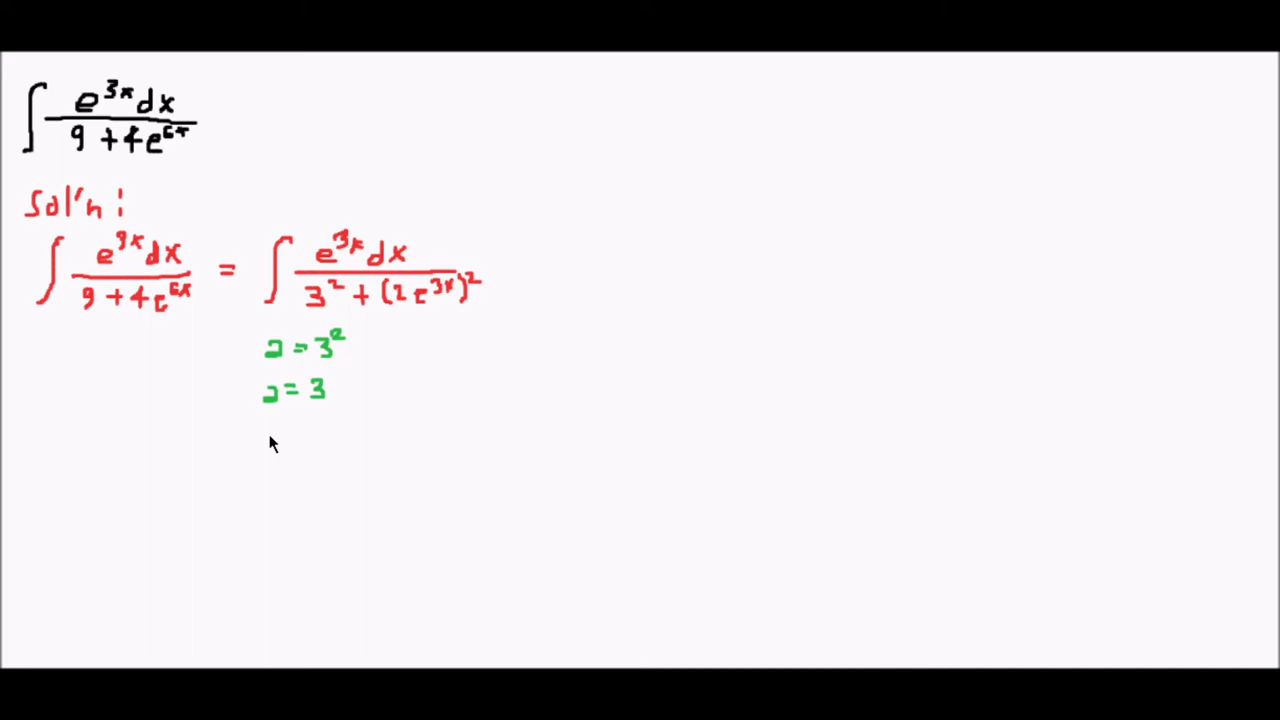 ∫ e^{3x} dx / 9 + 4e^{6x}
Sol'n :
∫ e^{3x} dx / 9 + 4e^{6x} = ∫ e^{3x} dx / 3² + (2e^{3x})²
a = 3²
a = 3